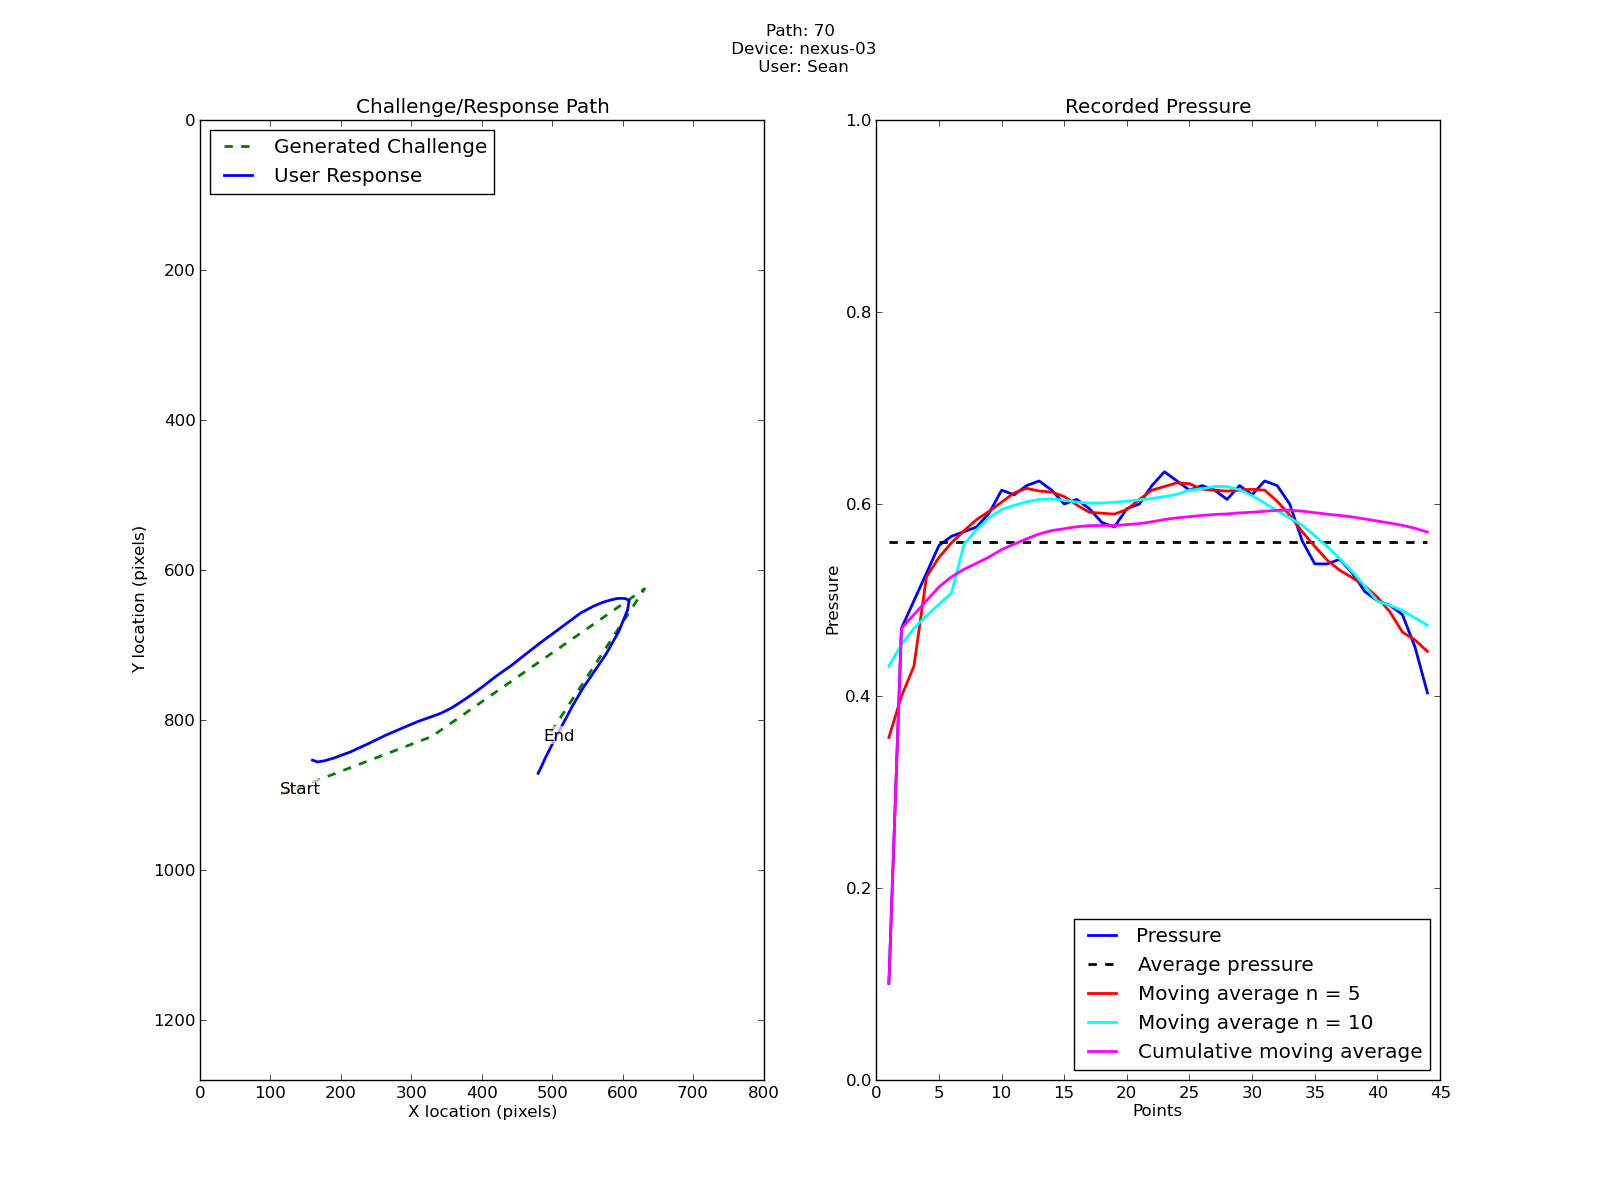 Path: 70
Device: nexus-03
User: Sean
Challenge/Response Path
Generated Challenge
User Response
0
200
400
600
800
1000
1200
Y location (pixels)
Start
End
0 100 200 300 400 500 600 700 800
X location (pixels)
Recorded Pressure
1.0
0.8
0.6
0.4
0.2
0.0
Pressure
Pressure
Average pressure
Moving average n = 5
Moving average n = 10
Cumulative moving average
0 5 10 15 20 25 30 35 40 45
Points